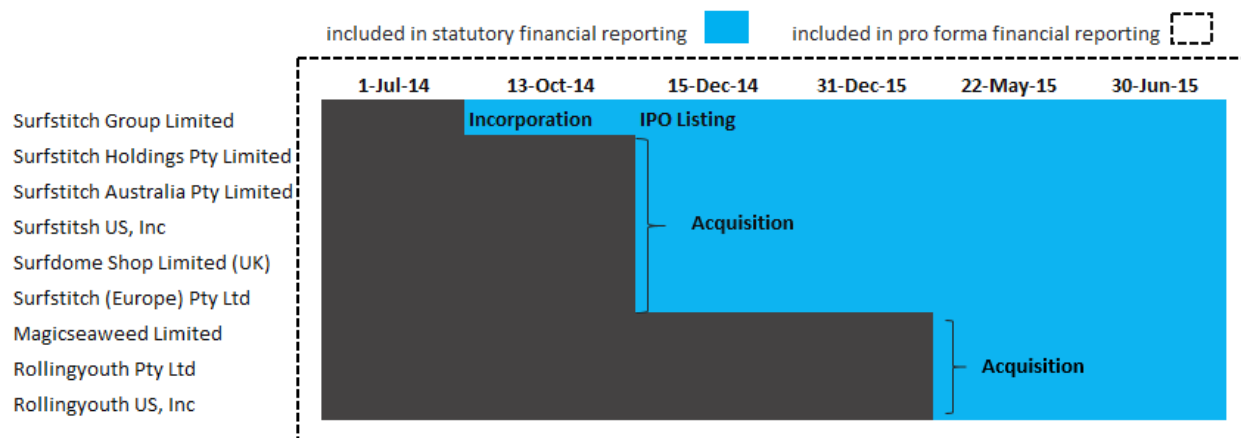 included in statutory financial reporting included in pro forma financial reporting
1-Jul-14 13-Oct-14 15-Dec-14 31-Dec-15 22-May-15 30-Jun-15
Surfstitch Group Limited Incorporation IPO Listing
Surfstitch Holdings Pty Limited
Surfstitch Australia Pty Limited
Surfstitsh US, Inc Acquisition
Surfdome Shop Limited (UK)
Surfstitch (Europe) Pty Ltd
Magicseaweed Limited
Rollingyouth Pty Ltd Acquisition
Rollingyouth US, Inc